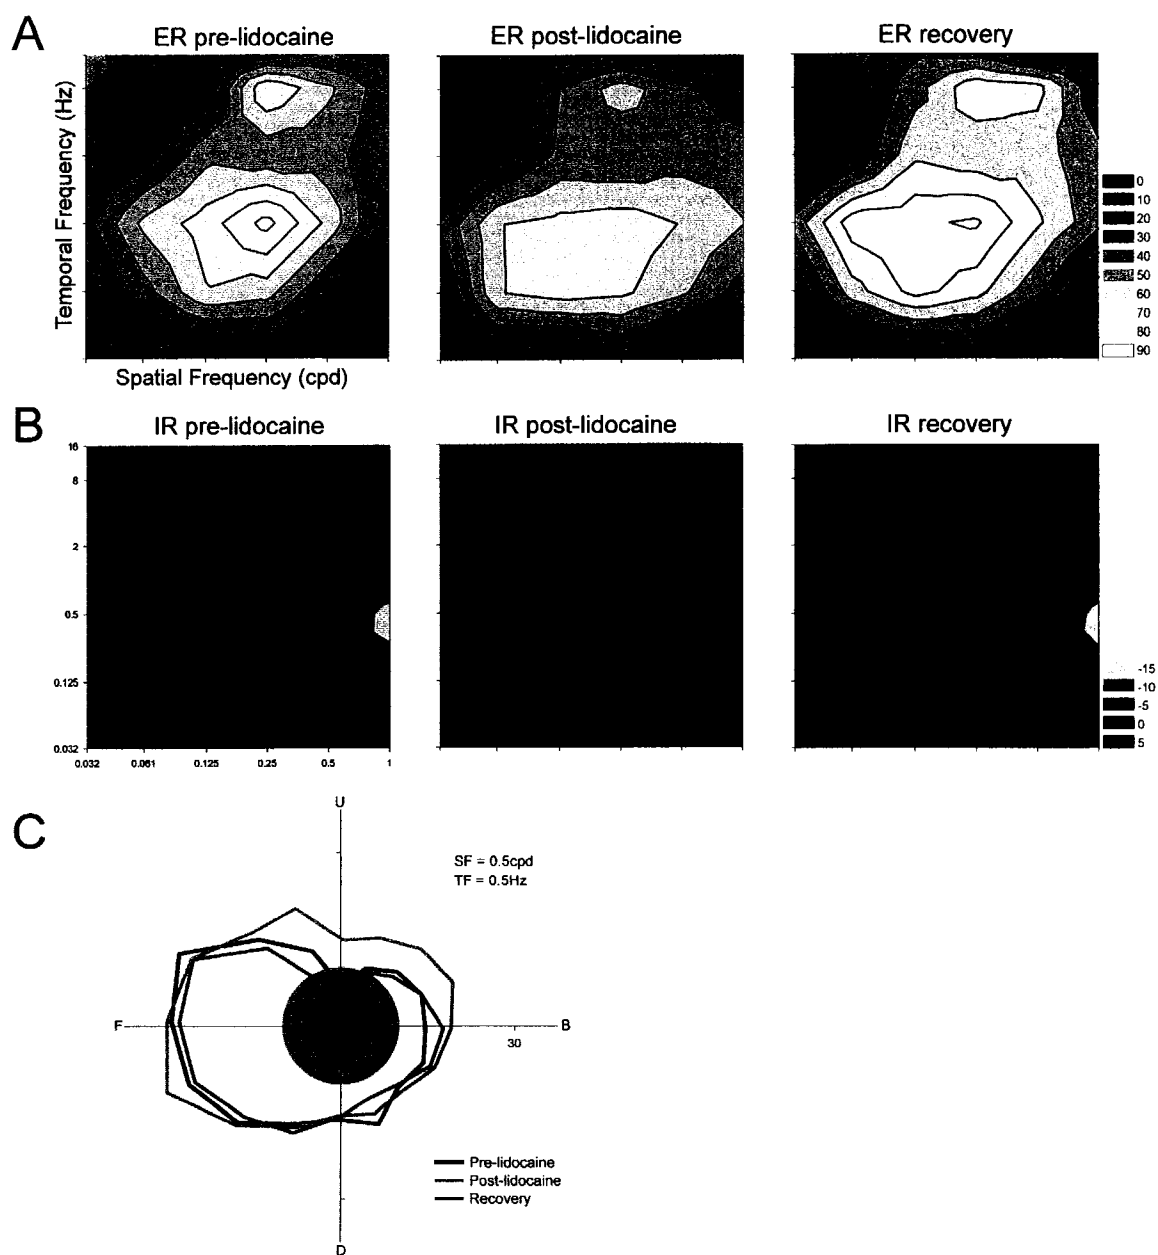 A
ER pre-lidocaine
ER post-lidocaine
ER recovery
Temporal Frequency (Hz)
Spatial Frequency (cpd)
0
10
20
30
40
50
60
70
80
90
B
IR pre-lidocaine
IR post-lidocaine
IR recovery
16
8
2
0.5
0.125
0.032
0.032
0.061
0.125
0.25
0.5
1
-15
-10
-5
0
5
C
U
SF = 0.5cpd
TF = 0.5Hz
F
B
30
D
Pre-lidocaine
Post-lidocaine
Recovery